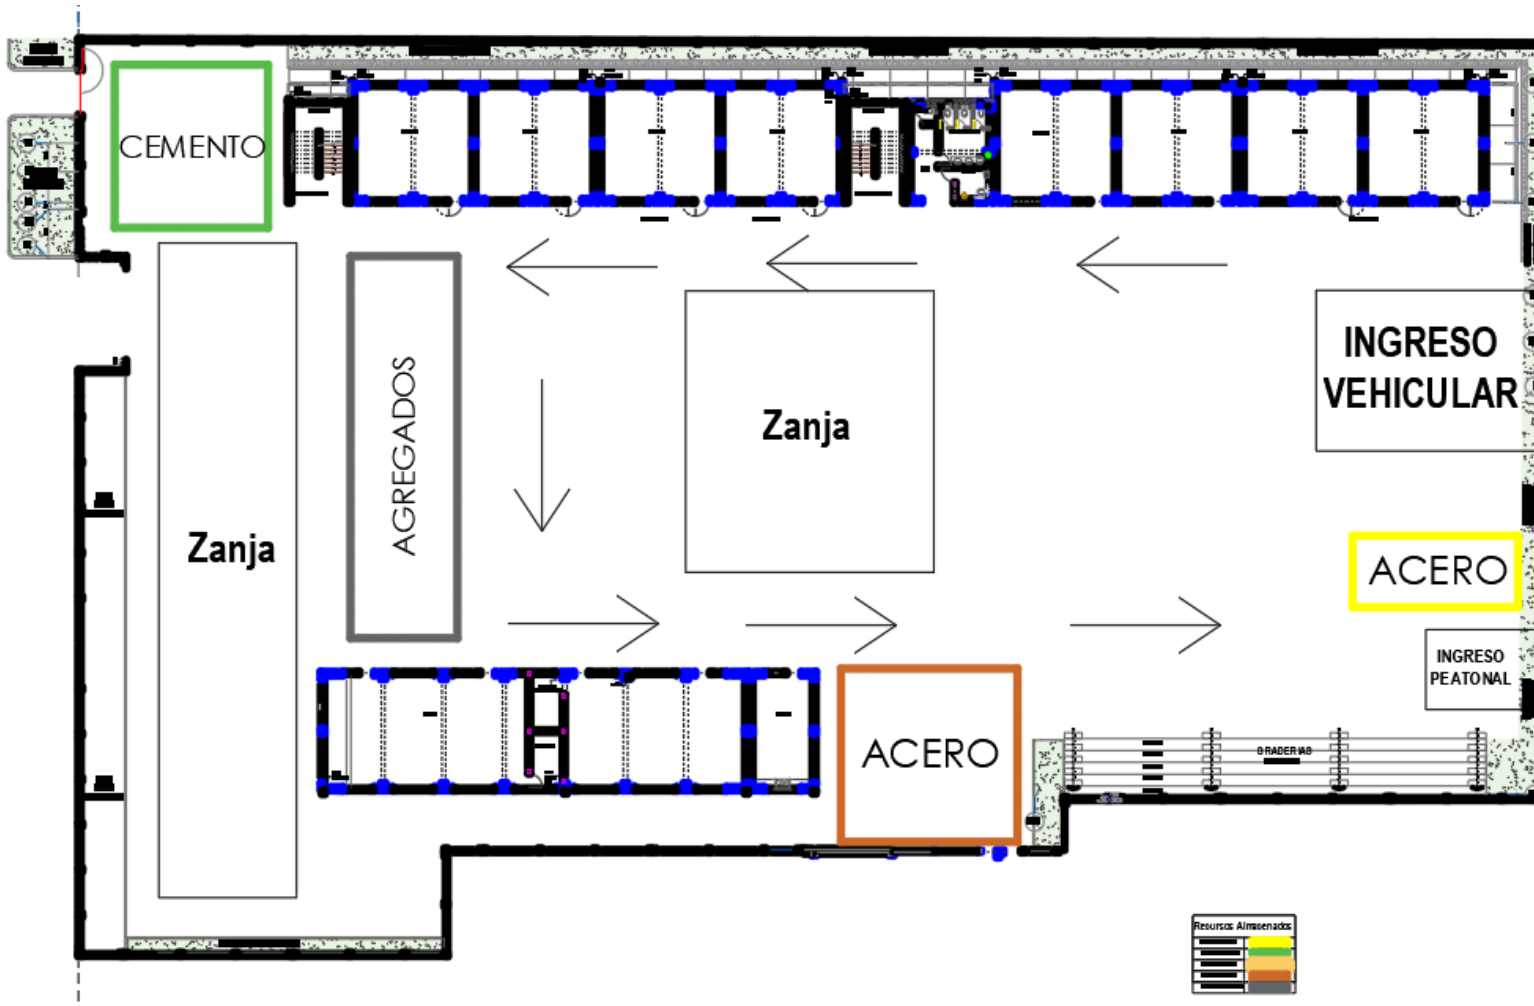 CEMENTO
INGRESO
VEHICULAR
AGREGADOS
Zanja
Zanja
ACERO
INGRESO
PEATONAL
ACERO
GRADERIAS
Recursos Almacenados